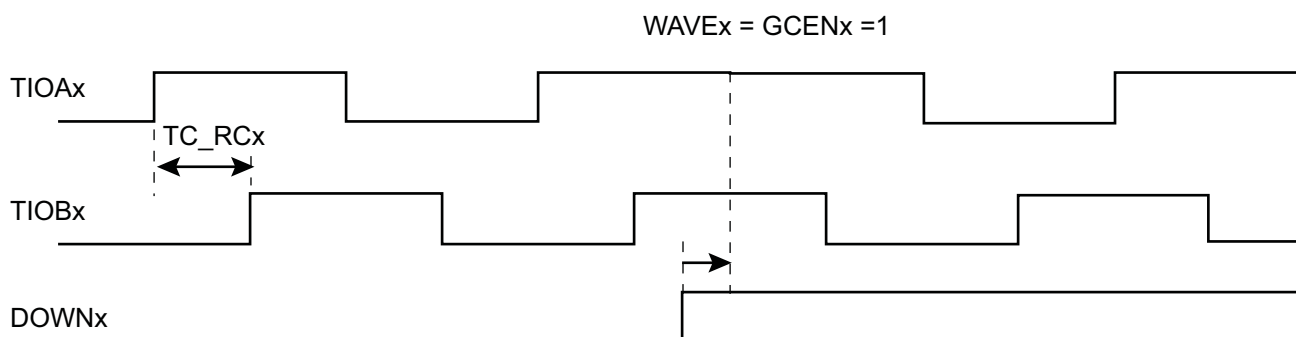 WAVEx = GCENx =1
TIOAx
TC_RCx
TIOBx
DOWNx